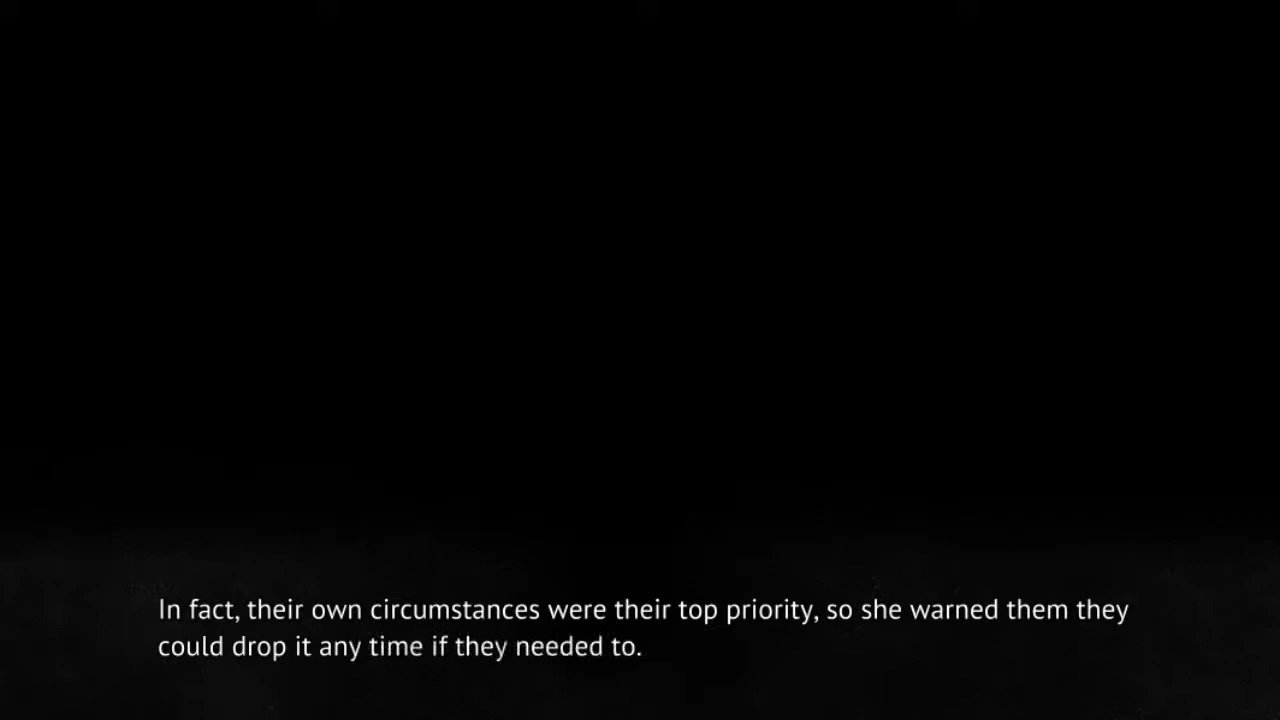 In fact, their own circumstances were their top priority, so she warned them they
could drop it any time if they needed to.